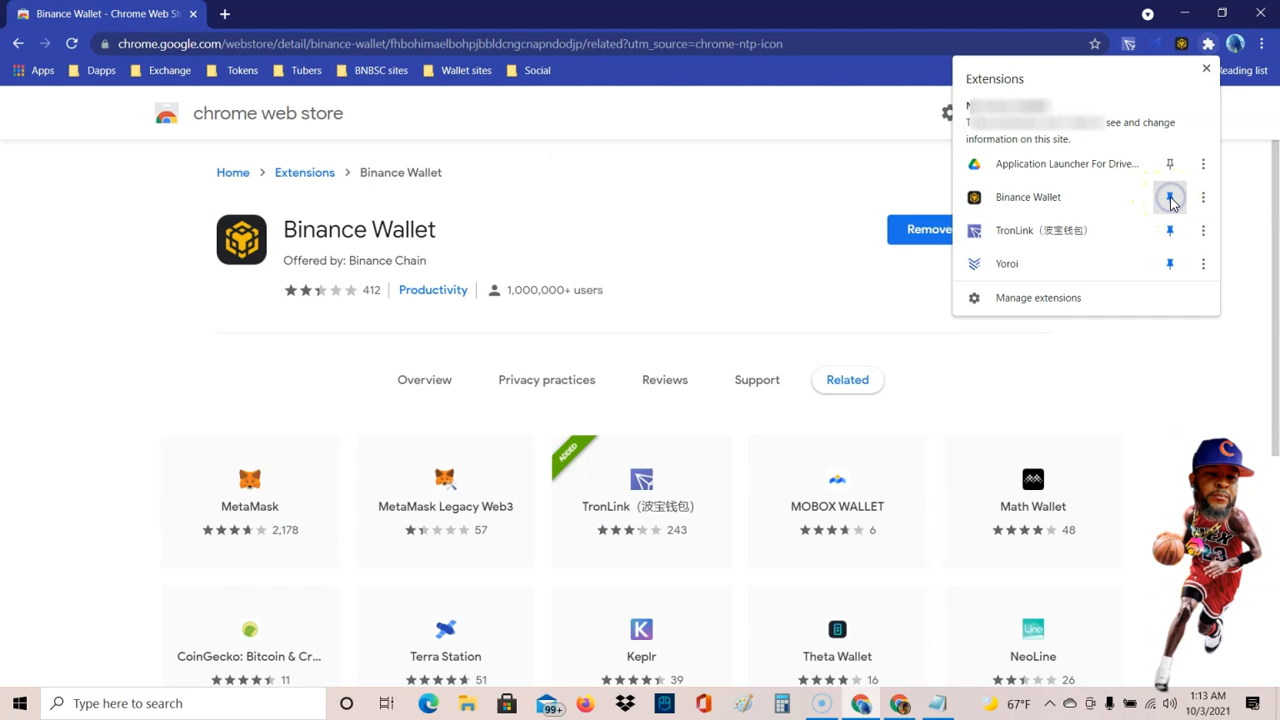 Binance Wallet - Chrome Web St
chrome.google.com/webstore/detail/binance-wallet/fhbohimaelbohpjbbldcngcnapndodjp/related?utm_source=chrome-ntp-icon
Apps Dapps Exchange Tokens Tubers BNBSC sites Wallet sites Social Reading list
chrome web store
Home > Extensions > Binance Wallet
Binance Wallet
Offered by: Binance Chain
412 Productivity 1,000,000+ users
Remove
Extensions
see and change
information on this site.
Application Launcher For Drive...
Binance Wallet
TronLink（波宝钱包）
Yoroi
Manage extensions
Overview Privacy practices Reviews Support Related
ADDED
MetaMask MetaMask Legacy Web3 TronLink（波宝钱包） MOBOX WALLET Math Wallet
2,178 57 243 6 48
CoinGecko: Bitcoin & Cr... Terra Station Keplr Theta Wallet NeoLine
11 51 39 16 26
Type here to search
99+
67°F
1:13 AM
10/3/2021